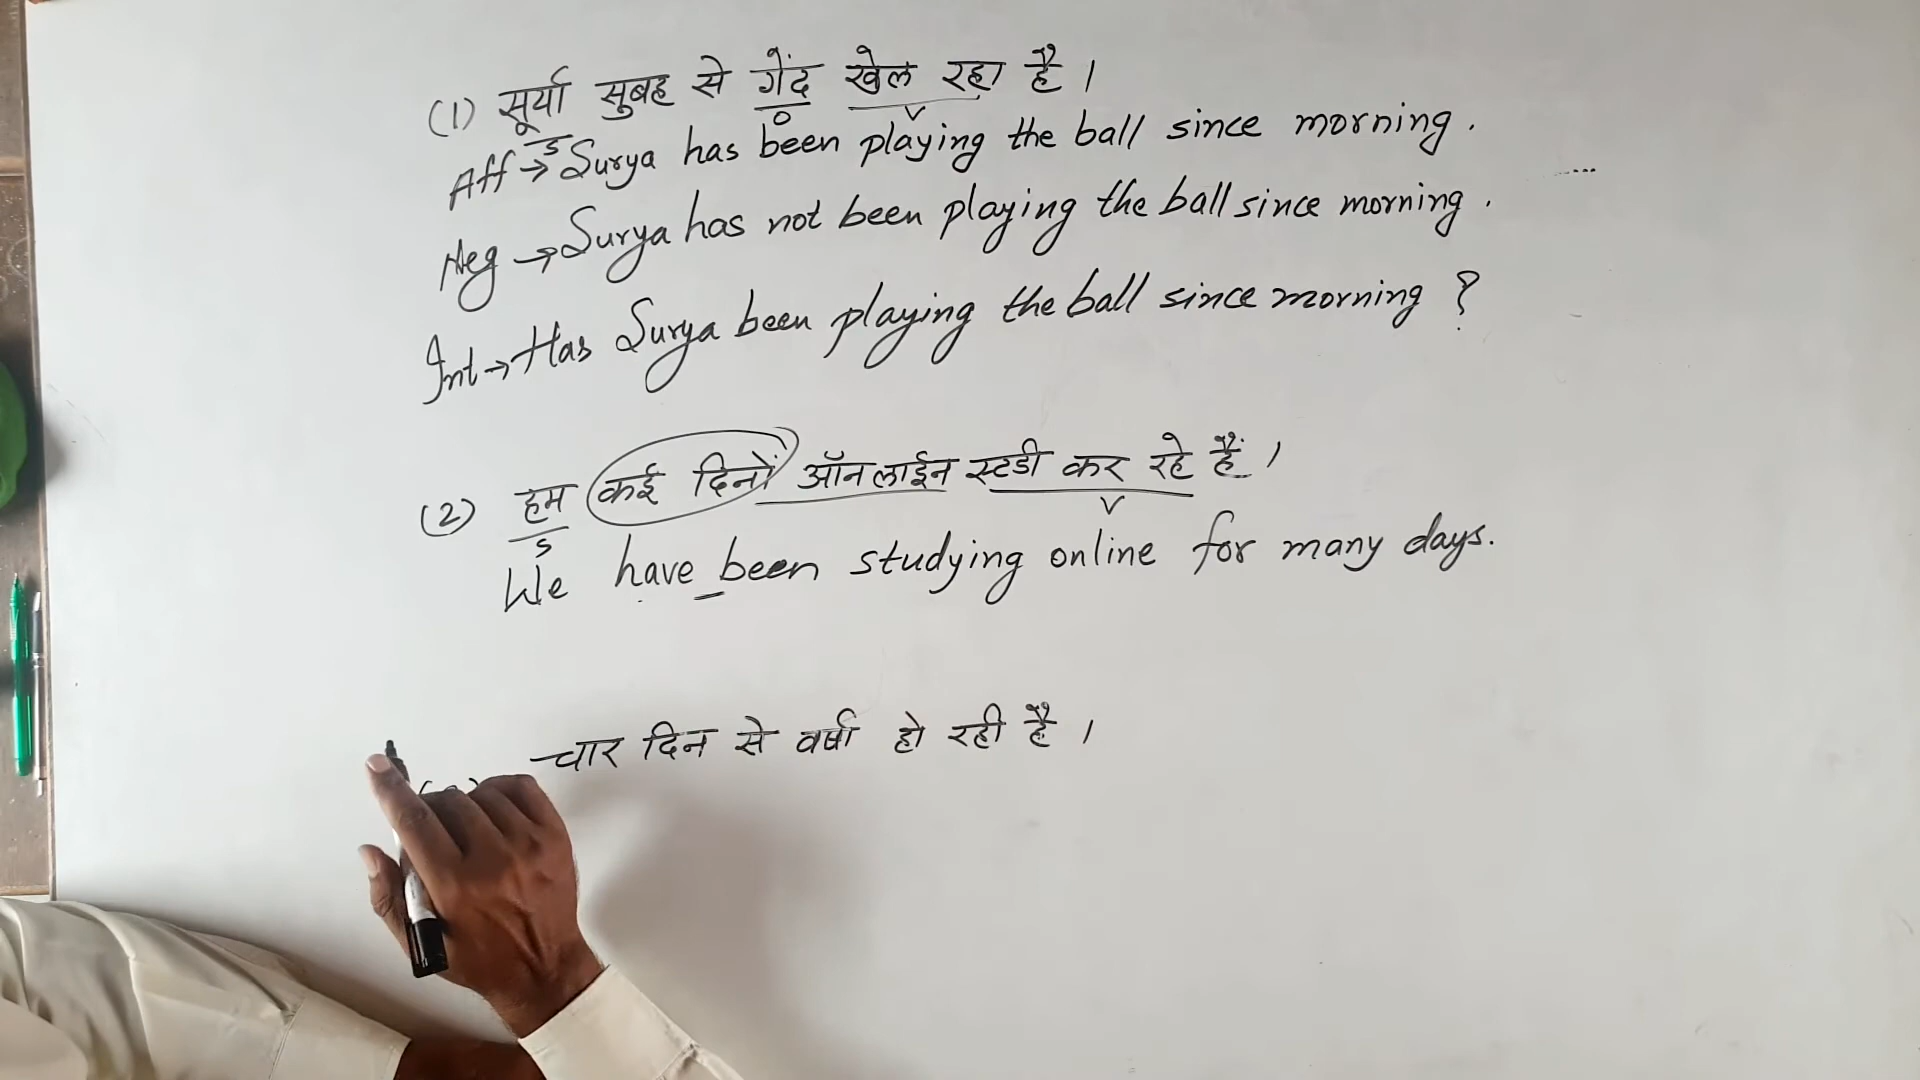 (1) सूर्या सुबह से गेंद खेल रहा है ।
S O V
Aff → Surya has been playing the ball since morning .
Neg → Surya has not been playing the ball since morning .
Int → Has Surya been playing the ball since morning ?
(2) हम कई दिनों ऑनलाईन स्टडी कर रहे हैं ।
S V
We have been studying online for many days.
चार दिन से वर्षा हो रही है ।